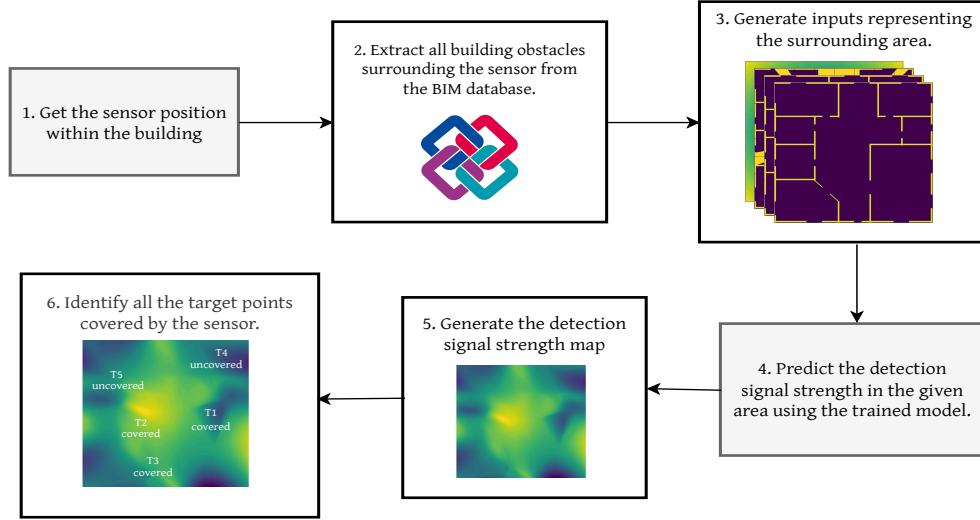 1. Get the sensor position
within the building
2. Extract all building obstacles
surrounding the sensor from
the BIM database.
3. Generate inputs representing
the surrounding area.
4. Predict the detection
signal strength in the given
area using the trained model.
5. Generate the detection
signal strength map
6. Identify all the target points
covered by the sensor.
T4
uncovered
T5
uncovered
T1
covered
T2
covered
T3
covered